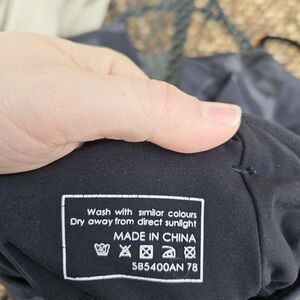 Wash with similar colours
Dry away from direct sunlight
MADE IN CHINA
SB5400AN 78